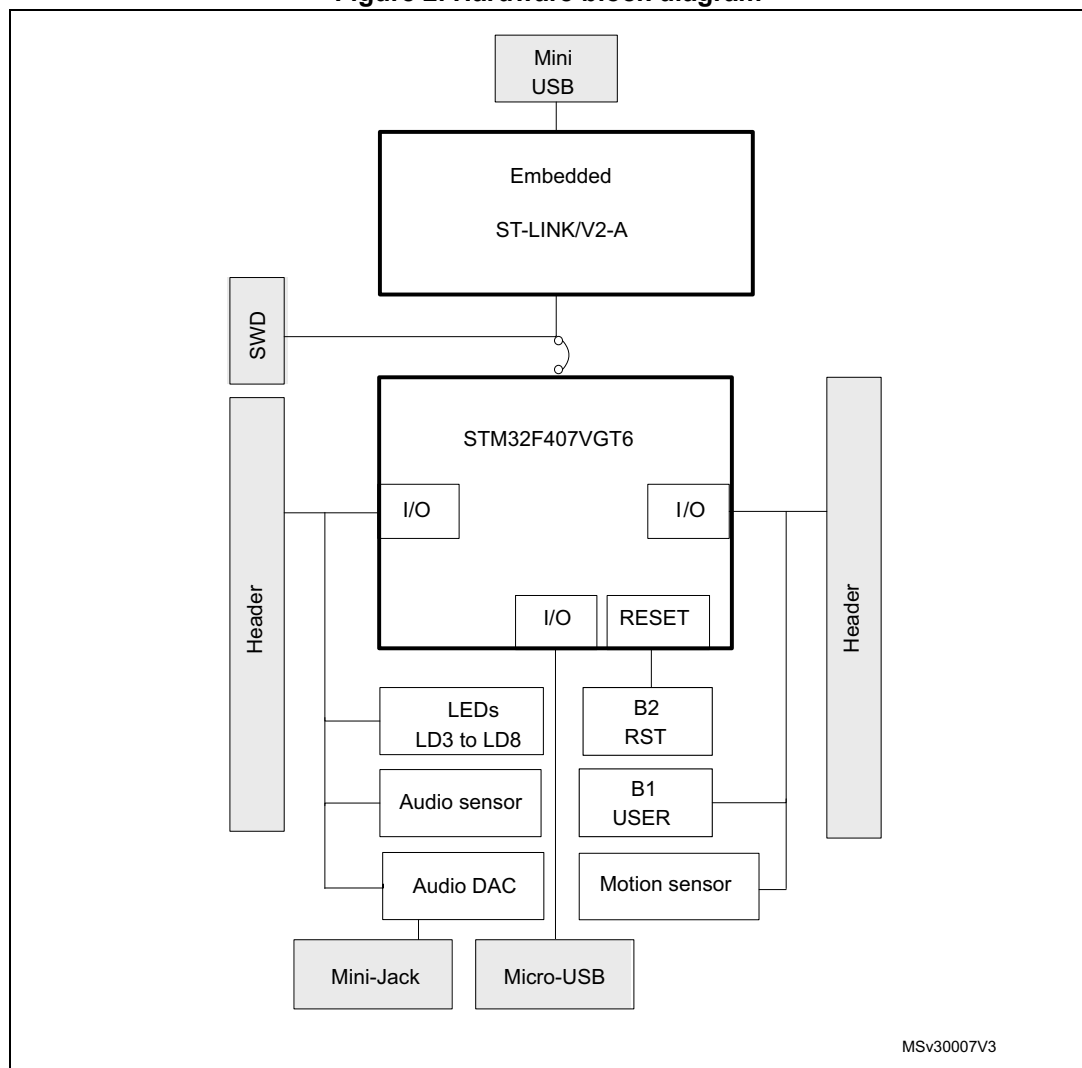 Figure 2. Hardware block diagram
Mini
USB
Embedded
ST-LINK/V2-A
SWD
STM32F407VGT6
I/O
I/O
Header
Header
I/O
RESET
LEDs
LD3 to LD8
B2
RST
Audio sensor
B1
USER
Audio DAC
Motion sensor
Mini-Jack
Micro-USB
MSv30007V3